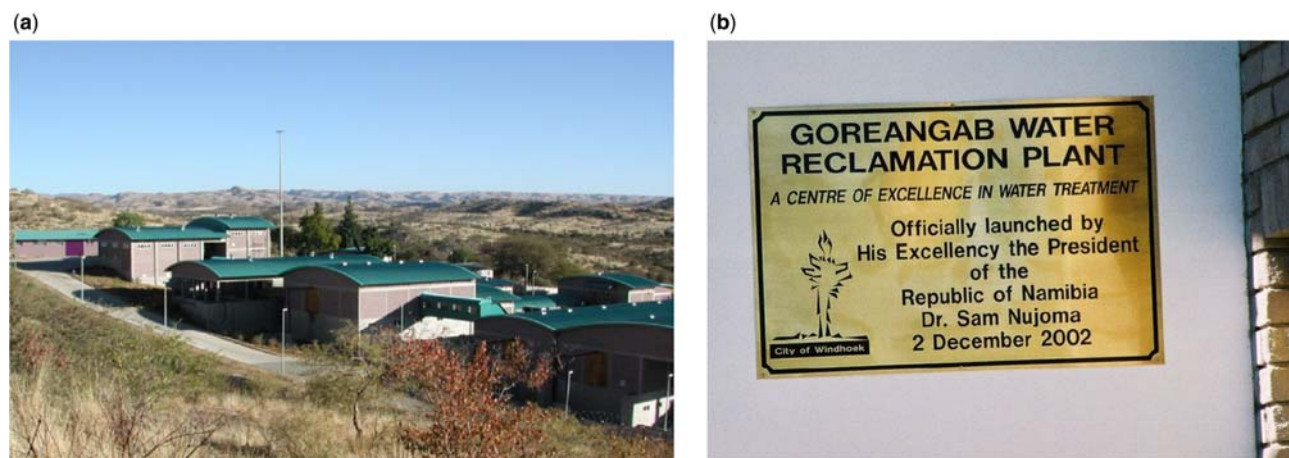 (a)
(b)
GOREANGAB WATER
RECLAMATION PLANT
A CENTRE OF EXCELLENCE IN WATER TREATMENT
Officially launched by
His Excellency the President
of the
Republic of Namibia
Dr. Sam Nujoma
2 December 2002
City of Windhoek